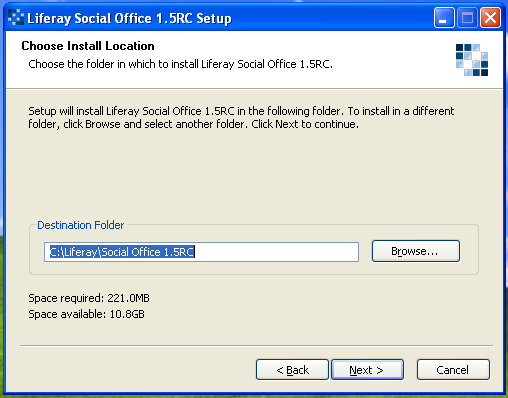 Liferay Social Office 1.5RC Setup
Choose Install Location
Choose the folder in which to install Liferay Social Office 1.5RC.
Setup will install Liferay Social Office 1.5RC in the following folder. To install in a different
folder, click Browse and select another folder. Click Next to continue.
Destination Folder
C:\Liferay\Social Office 1.5RC
Browse...
Space required: 221.0MB
Space available: 10.8GB
< Back
Next >
Cancel